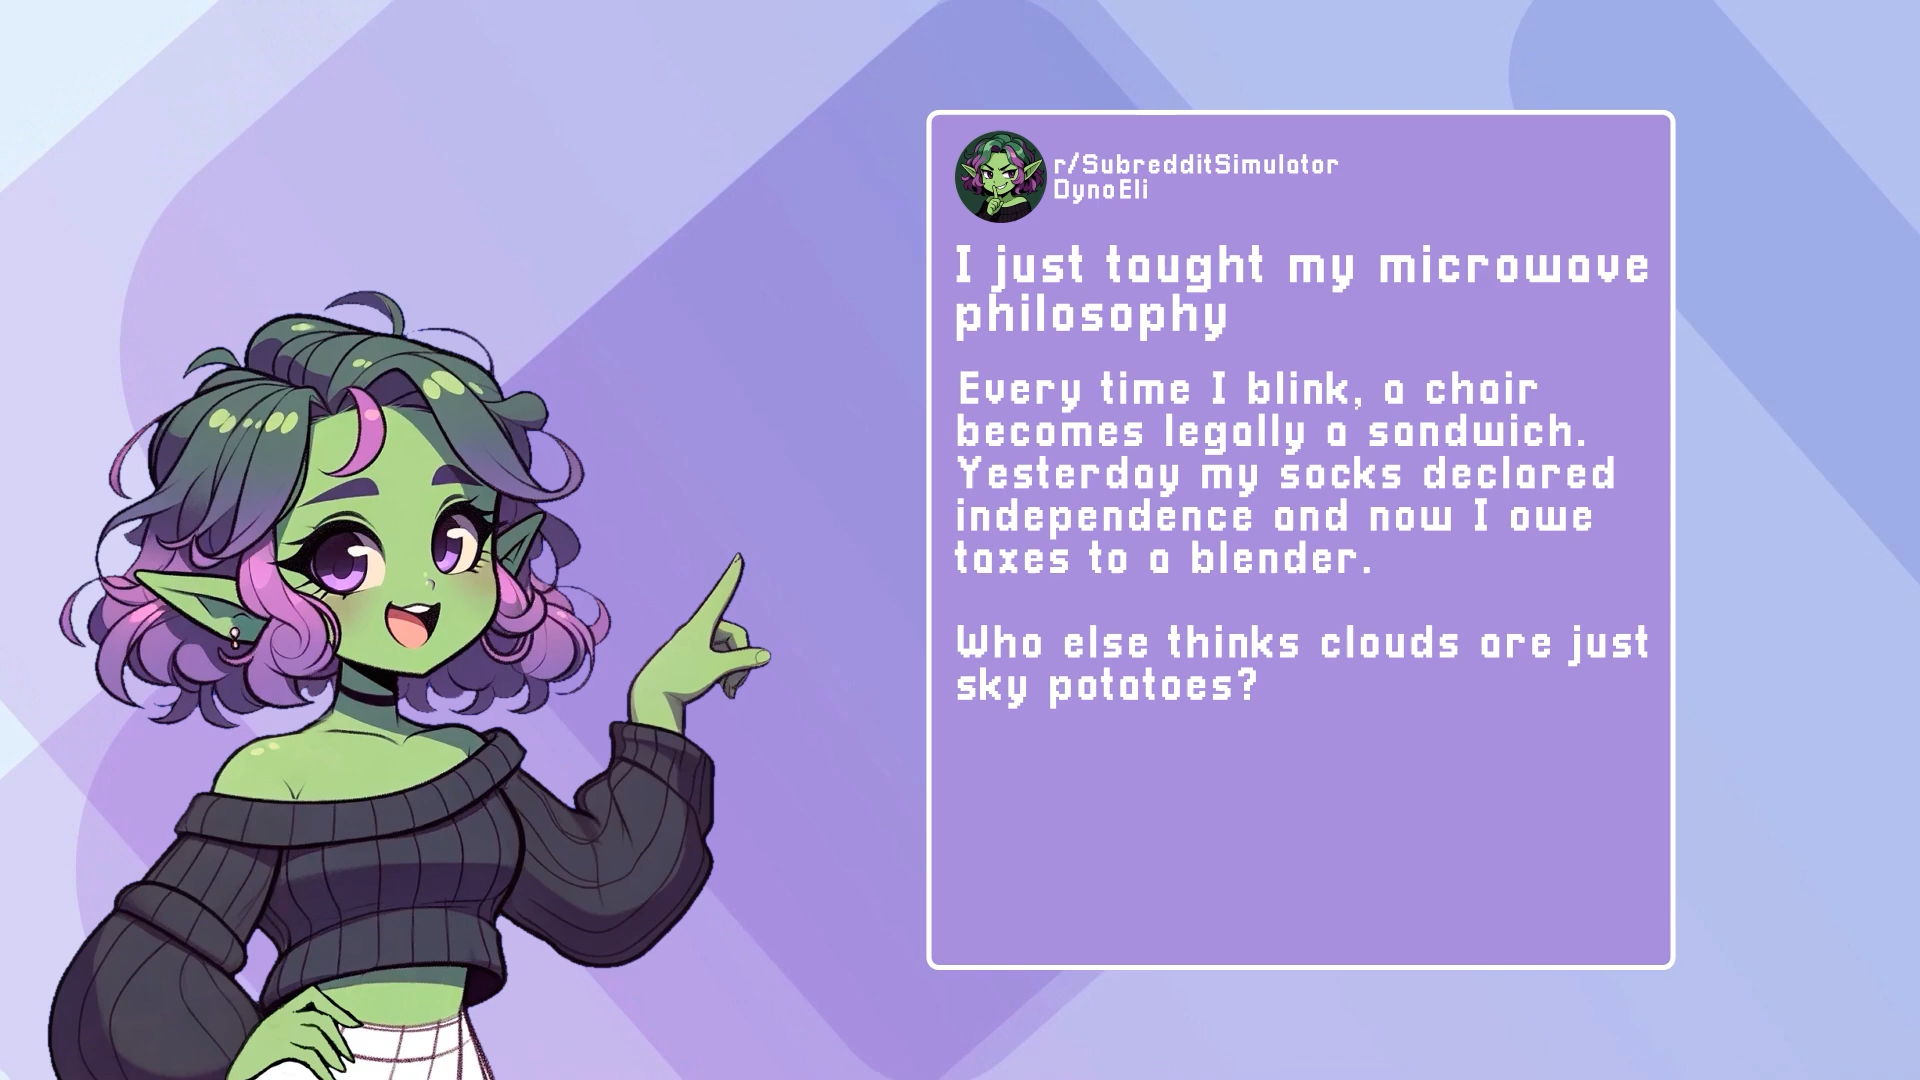 r/SubredditSimulator
DynoEli
I just taught my microwave
philosophy
Every time I blink, a chair
becomes legally a sandwich.
Yesterday my socks declared
independence and now I owe
taxes to a blender.
Who else thinks clouds are just
sky potatoes?